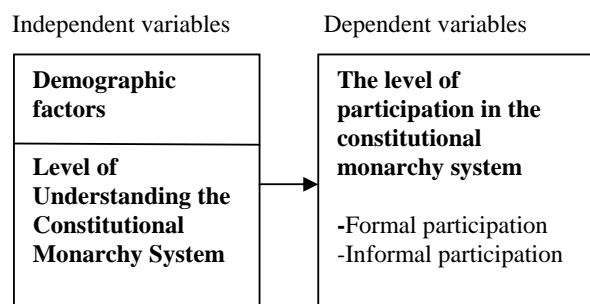 Independent variables
Dependent variables
Demographic
factors
Level of
Understanding the
Constitutional
Monarchy System
The level of
participation in the
constitutional
monarchy system
-Formal participation
-Informal participation